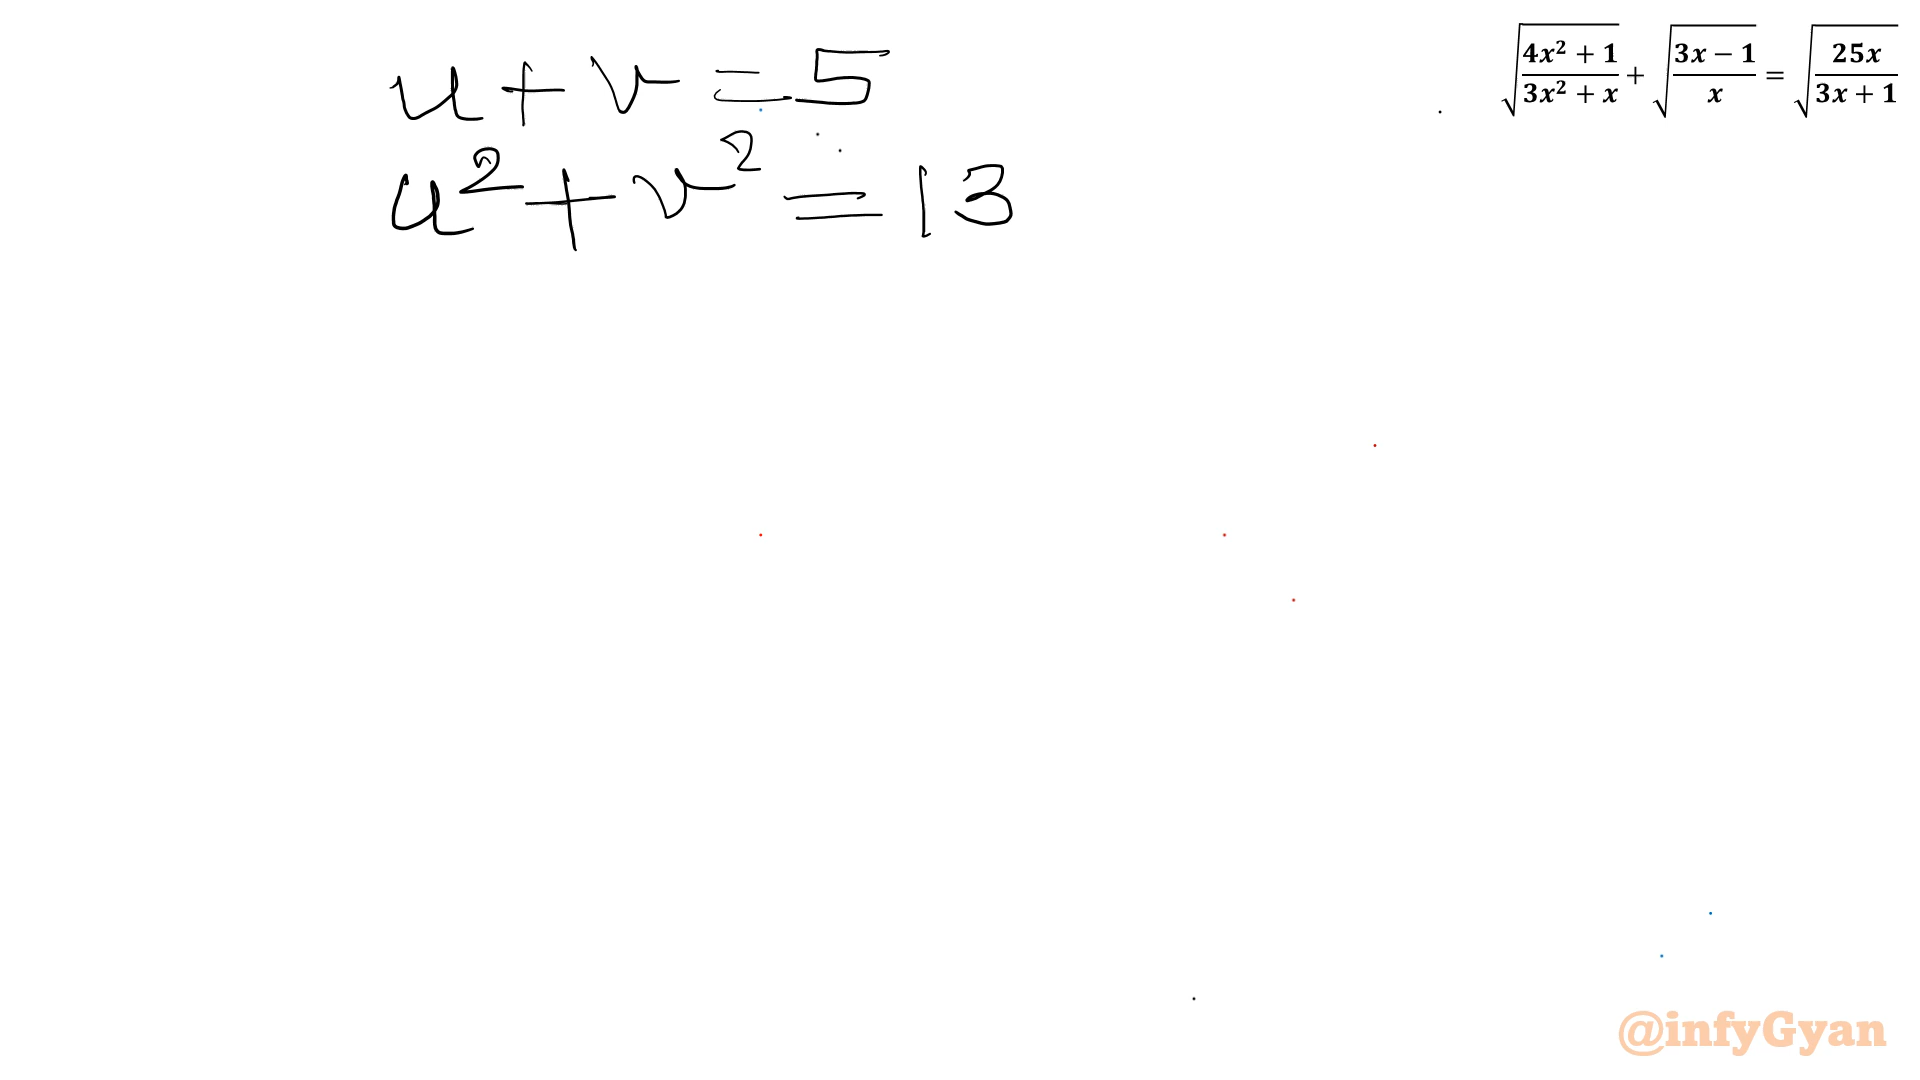 u + v = 5
u² + v² = 13
√((4x² + 1)/(3x² + x)) + √((3x − 1)/x) = √(25x/(3x + 1))
@infyGyan